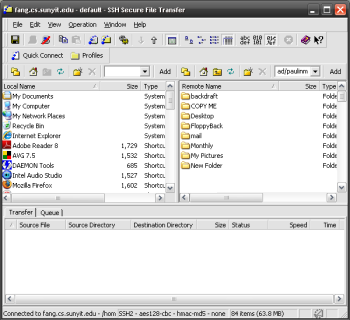 fang.cs.sunyit.edu - default - SSH Secure File Transfer
File Edit View Operation Window Help
abc def 010 101
Quick Connect Profiles
Add ad/paulnm Add
Local Name / Size Type
My Documents System
My Computer System
My Network Places System
Recycle Bin System
Internet Explorer System
Adobe Reader 8 1,729 Shortcu.
AVG 7.5 1,532 Shortcu.
DAEMON Tools 685 Shortcu.
Intel Audio Studio 1,527 Shortcu.
Mozilla Firefox 1,602 Shortcu.
Remote Name / Size Type
backdraft Folde
COPY ME Folde
Desktop Folde
FloppyBack Folde
mail Folde
Monthly Folde
My Pictures Folde
New Folder Folde
Transfer Queue
/ Source File Source Directory Destination Directory Size Status Speed Time
Connected to fang.cs.sunyit.edu - /hom SSH2 - aes128-cbc - hmac-md5 - none 84 items (63.8 MB)